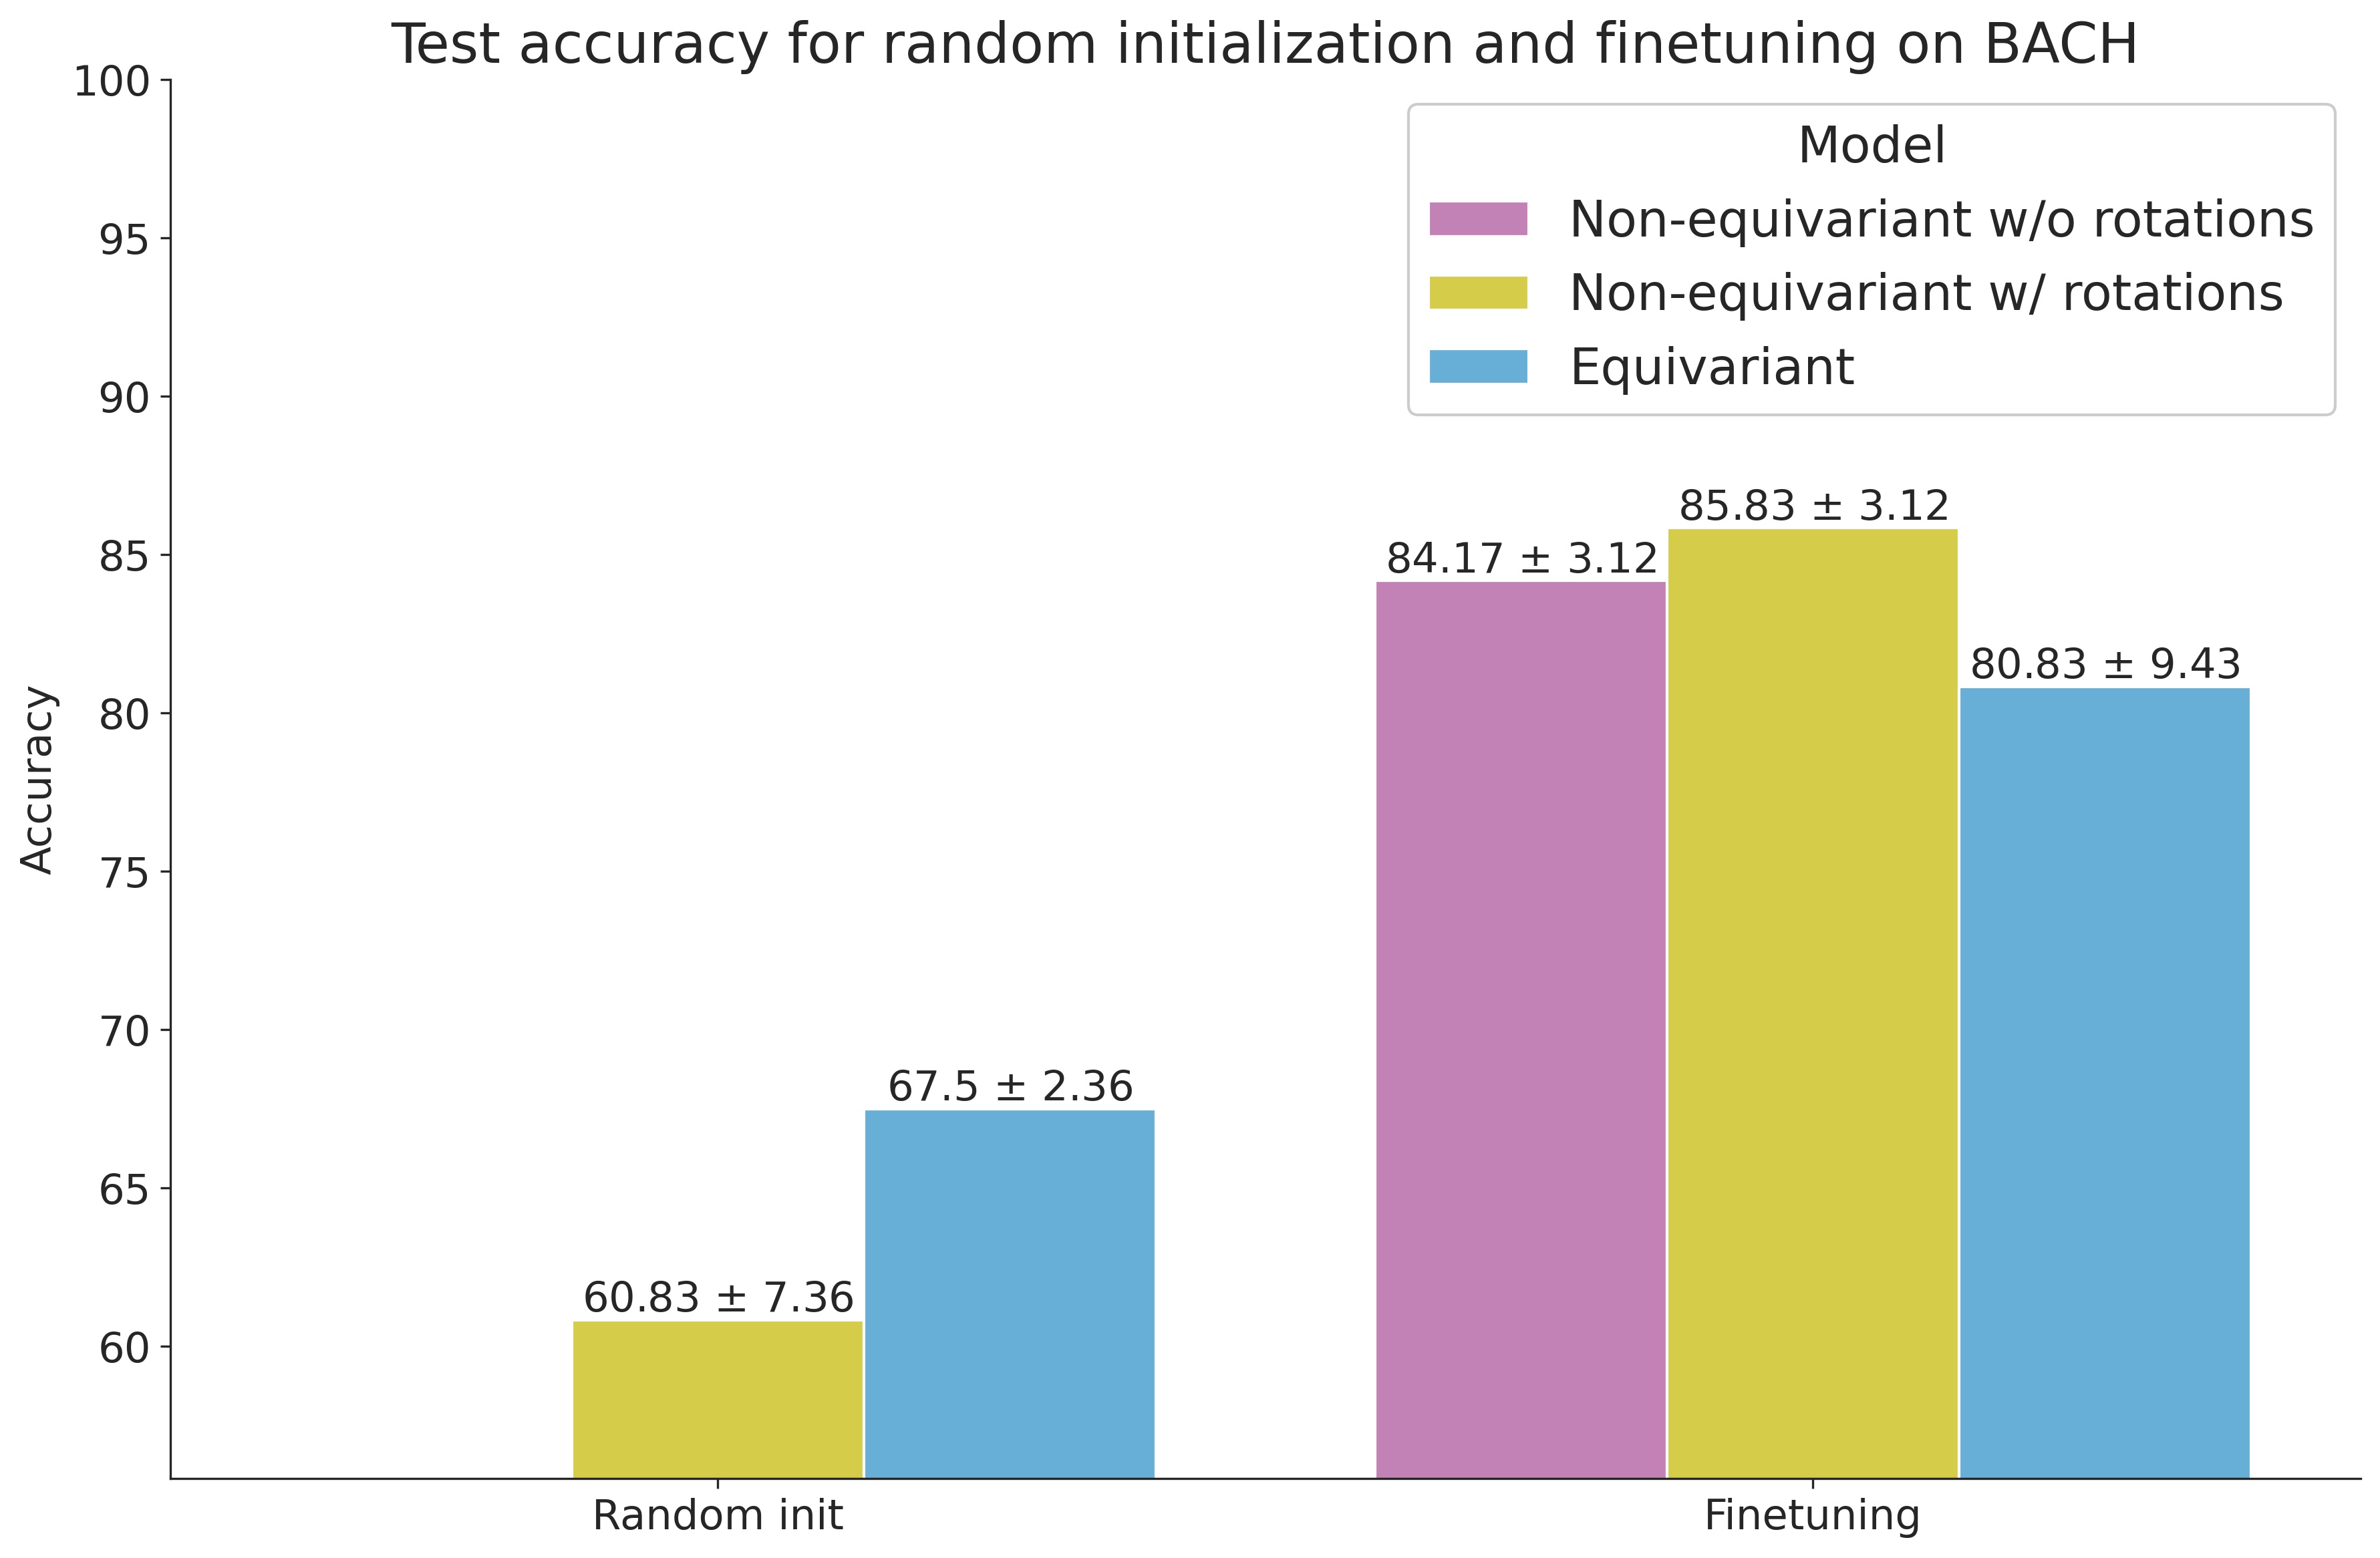 Test accuracy for random initialization and finetuning on BACH
Model
Non-equivariant w/o rotations
Non-equivariant w/ rotations
Equivariant
Accuracy
100
95
90
85
80
75
70
65
60
60.83 ± 7.36
67.5 ± 2.36
84.17 ± 3.12
85.83 ± 3.12
80.83 ± 9.43
Random init
Finetuning